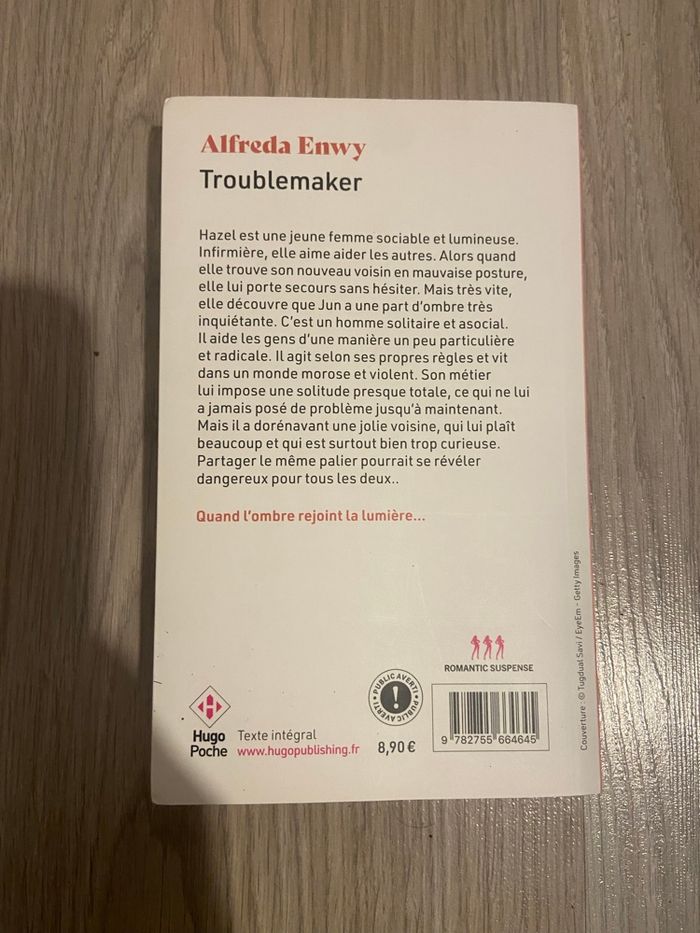 Alfreda Enwy
Troublemaker
Hazel est une jeune femme sociable et lumineuse.
Infirmière, elle aime aider les autres. Alors quand
elle trouve son nouveau voisin en mauvaise posture,
elle lui porte secours sans hésiter. Mais très vite,
elle découvre que Jun a une part d'ombre très
inquiétante. C'est un homme solitaire et asocial.
Il aide les gens d'une manière un peu particulière
et radicale. Il agit selon ses propres règles et vit
dans un monde morose et violent. Son métier
lui impose une solitude presque totale, ce qui ne lui
a jamais posé de problème jusqu'à maintenant.
Mais il a dorénavant une jolie voisine, qui lui plaît
beaucoup et qui est surtout bien trop curieuse.
Partager le même palier pourrait se révéler
dangereux pour tous les deux..
Quand l'ombre rejoint la lumière...
Couverture : © Tugdual Savi / EyeEm - Getty Images
ROMANTIC SUSPENSE
PUBLIC AVERTI • PUBLIC AVERTI •
Hugo
Poche
Texte intégral
www.hugopublishing.fr
8,90 €
9 782755 664645